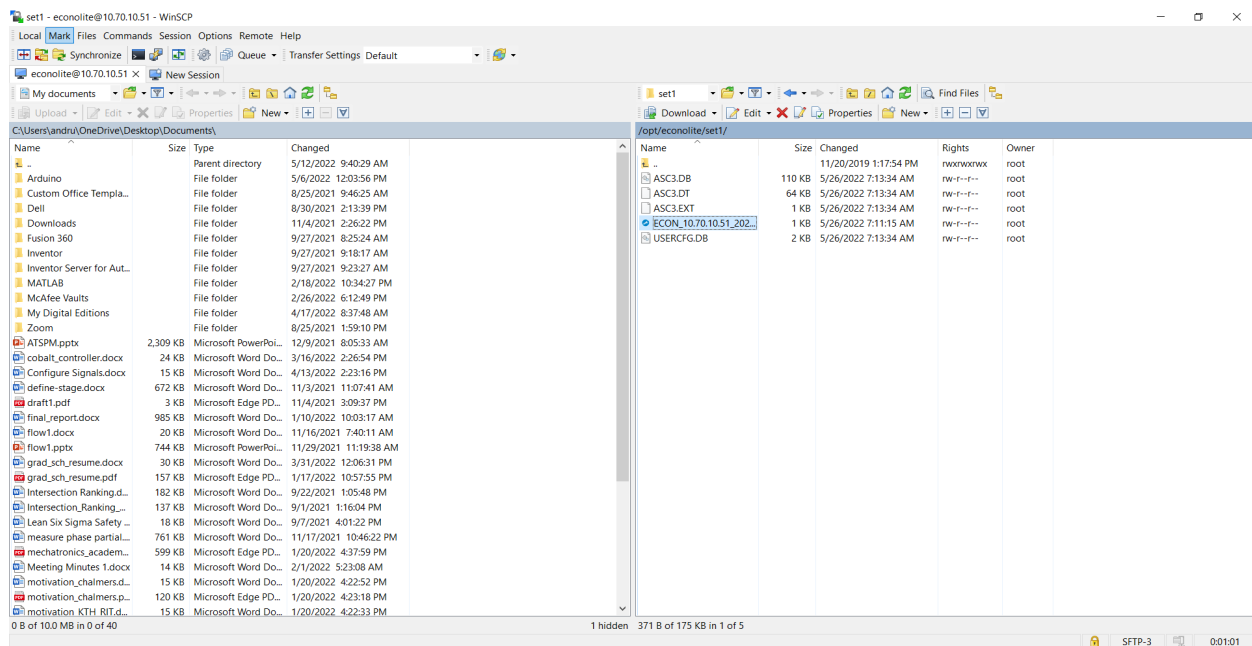 set1 - econolite@10.70.10.51 - WinSCP
Local Mark Files Commands Session Options Remote Help
Synchronize Queue Transfer Settings Default
econolite@10.70.10.51 × New Session
My documents set1 Find Files
Upload Edit Properties New Download Edit Properties New
C:\Users\andru\OneDrive\Desktop\Documents\ /opt/econolite/set1/
Name Size Type Changed
.. Parent directory 5/12/2022 9:40:29 AM
Arduino File folder 5/6/2022 12:03:56 PM
Custom Office Templa... File folder 8/25/2021 9:46:25 AM
Dell File folder 8/30/2021 2:13:39 PM
Downloads File folder 11/4/2021 2:26:22 PM
Fusion 360 File folder 9/27/2021 8:25:24 AM
Inventor File folder 9/27/2021 9:18:17 AM
Inventor Server for Aut... File folder 9/27/2021 9:23:27 AM
MATLAB File folder 2/18/2022 10:34:27 PM
McAfee Vaults File folder 2/26/2022 6:12:49 PM
My Digital Editions File folder 4/17/2022 8:37:48 AM
Zoom File folder 8/25/2021 1:59:10 PM
ATSPM.pptx 2,309 KB Microsoft PowerPoi... 12/9/2021 8:05:33 AM
cobalt_controller.docx 24 KB Microsoft Word Do... 3/16/2022 2:26:54 PM
Configure Signals.docx 15 KB Microsoft Word Do... 4/13/2022 2:23:16 PM
define-stage.docx 672 KB Microsoft Word Do... 11/3/2021 11:07:41 AM
draft1.pdf 3 KB Microsoft Edge PD... 11/4/2021 3:09:37 PM
final_report.docx 985 KB Microsoft Word Do... 1/10/2022 10:03:17 AM
flow1.docx 20 KB Microsoft Word Do... 11/16/2021 7:40:11 AM
flow1.pptx 744 KB Microsoft PowerPoi... 11/29/2021 11:19:38 AM
grad_sch_resume.docx 30 KB Microsoft Word Do... 3/31/2022 12:06:31 PM
grad_sch_resume.pdf 157 KB Microsoft Edge PD... 1/17/2022 10:57:55 PM
Intersection Ranking.d... 182 KB Microsoft Word Do... 9/22/2021 1:05:48 PM
Intersection_Ranking_... 137 KB Microsoft Word Do... 9/1/2021 1:16:04 PM
Lean Six Sigma Safety ... 18 KB Microsoft Word Do... 9/7/2021 4:01:22 PM
measure phase partial.... 761 KB Microsoft Word Do... 11/17/2021 10:46:22 PM
mechatronics_academ... 599 KB Microsoft Edge PD... 1/20/2022 4:37:59 PM
Meeting Minutes 1.docx 14 KB Microsoft Word Do... 2/1/2022 5:23:08 AM
motivation_chalmers.d... 15 KB Microsoft Word Do... 1/20/2022 4:22:52 PM
motivation_chalmers.p... 120 KB Microsoft Edge PD... 1/20/2022 4:23:18 PM
motivation_KTH_RIT.d... 15 KB Microsoft Word Do... 1/20/2022 4:22:33 PM
Name Size Changed Rights Owner
.. 11/20/2019 1:17:54 PM rwxrwxrwx root
ASC3.DB 110 KB 5/26/2022 7:13:34 AM rw-r--r-- root
ASC3.DT 64 KB 5/26/2022 7:13:34 AM rw-r--r-- root
ASC3.EXT 1 KB 5/26/2022 7:13:34 AM rw-r--r-- root
ECON_10.70.10.51_202... 1 KB 5/26/2022 7:11:15 AM rw-r--r-- root
USERCFG.DB 2 KB 5/26/2022 7:13:34 AM rw-r--r-- root
0 B of 10.0 MB in 0 of 40 1 hidden 371 B of 175 KB in 1 of 5
SFTP-3 0:01:01